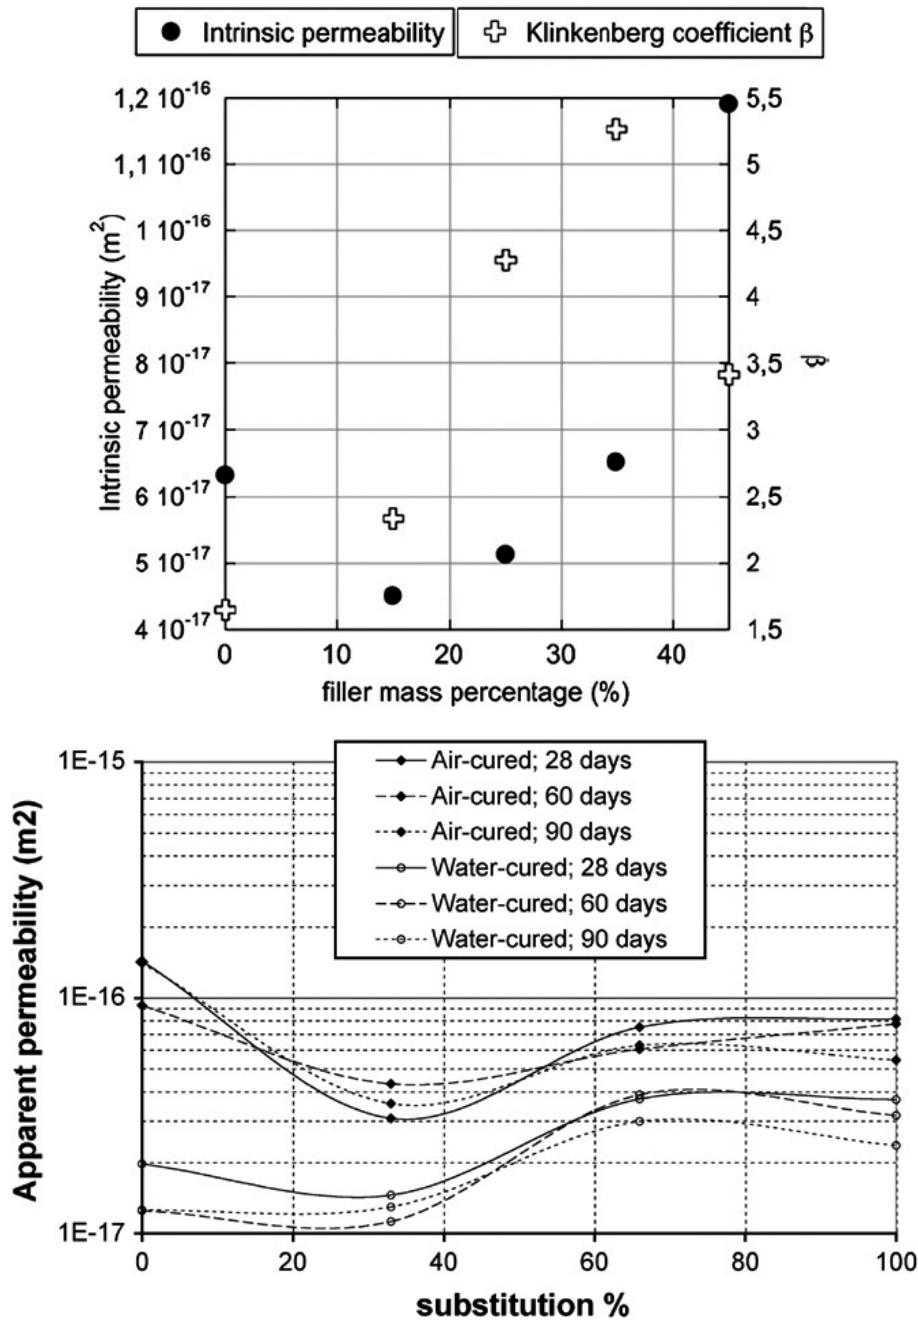 Intrinsic permeability
Klinkenberg coefficient β
1,2 10-16
1,1 10-16
1 10-16
9 10-17
8 10-17
7 10-17
6 10-17
5 10-17
4 10-17
Intrinsic permeability (m2)
5,5
5
4,5
4
3,5
3
2,5
2
1,5
β
0 10 20 30 40
filler mass percentage (%)
Air-cured; 28 days
Air-cured; 60 days
Air-cured; 90 days
Water-cured; 28 days
Water-cured; 60 days
Water-cured; 90 days
1E-15
1E-16
1E-17
Apparent permeability (m2)
0 20 40 60 80 100
substitution %